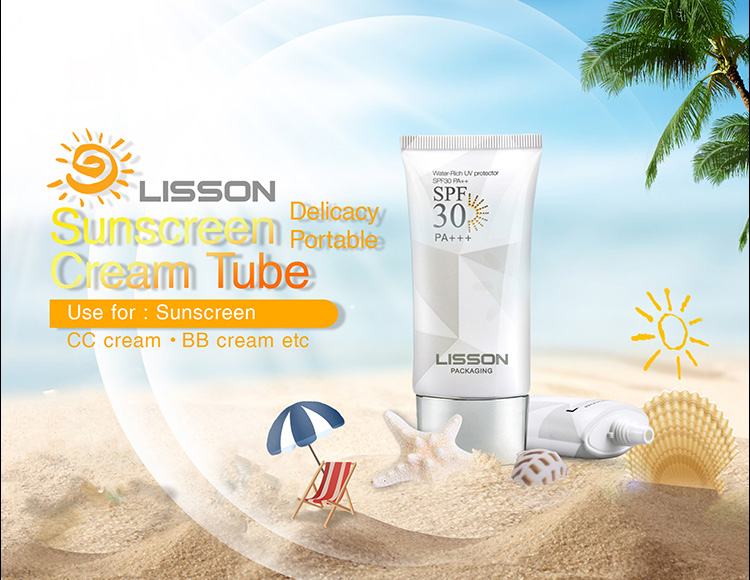 LISSON
Sunscreen
Delicacy
Portable
Cream Tube
Use for : Sunscreen
CC cream • BB cream etc
Water-Rich UV protector
SPF30 PA++
SPF
30
PA+++
LISSON
PACKAGING